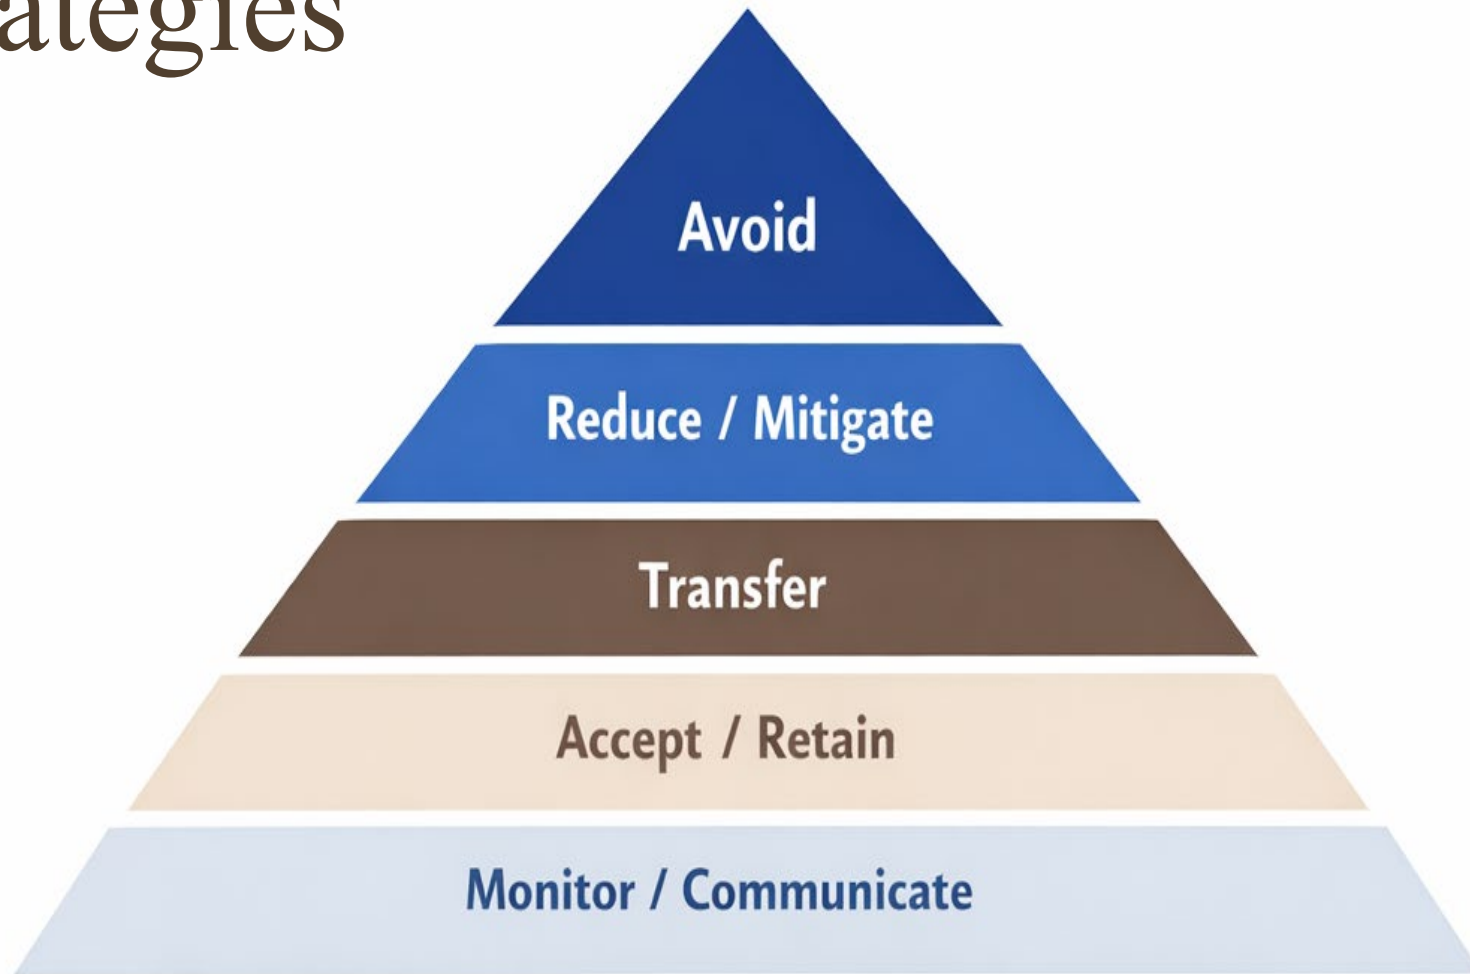 ategies
Avoid
Reduce / Mitigate
Transfer
Accept / Retain
Monitor / Communicate